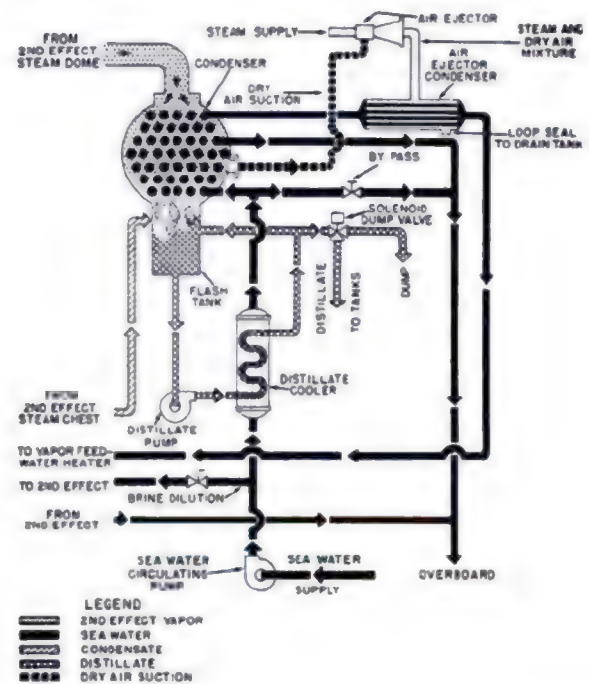 FROM
2ND EFFECT
STEAM DOME
CONDENSER
STEAM SUPPLY
AIR EJECTOR
STEAM AND
DRY AIR
MIXTURE
DRY
AIR SUCTION
AIR
EJECTOR
CONDENSER
LOOP SEAL
TO DRAIN TANK
BY PASS
SOLENOID
DUMP VALVE
FLASH
TANK
DISTILLATE
TO TANKS
DUMP
FROM
2ND EFFECT
STEAM CHEST
DISTILLATE
PUMP
DISTILLATE
COOLER
TO VAPOR FEED-
WATER HEATER
TO 2ND EFFECT
BRINE DILUTION
FROM
2ND EFFECT
SEA WATER
CIRCULATING
PUMP
SEA WATER
SUPPLY
OVERBOARD
LEGEND
2ND EFFECT VAPOR
SEA WATER
CONDENSATE
DISTILLATE
DRY AIR SUCTION